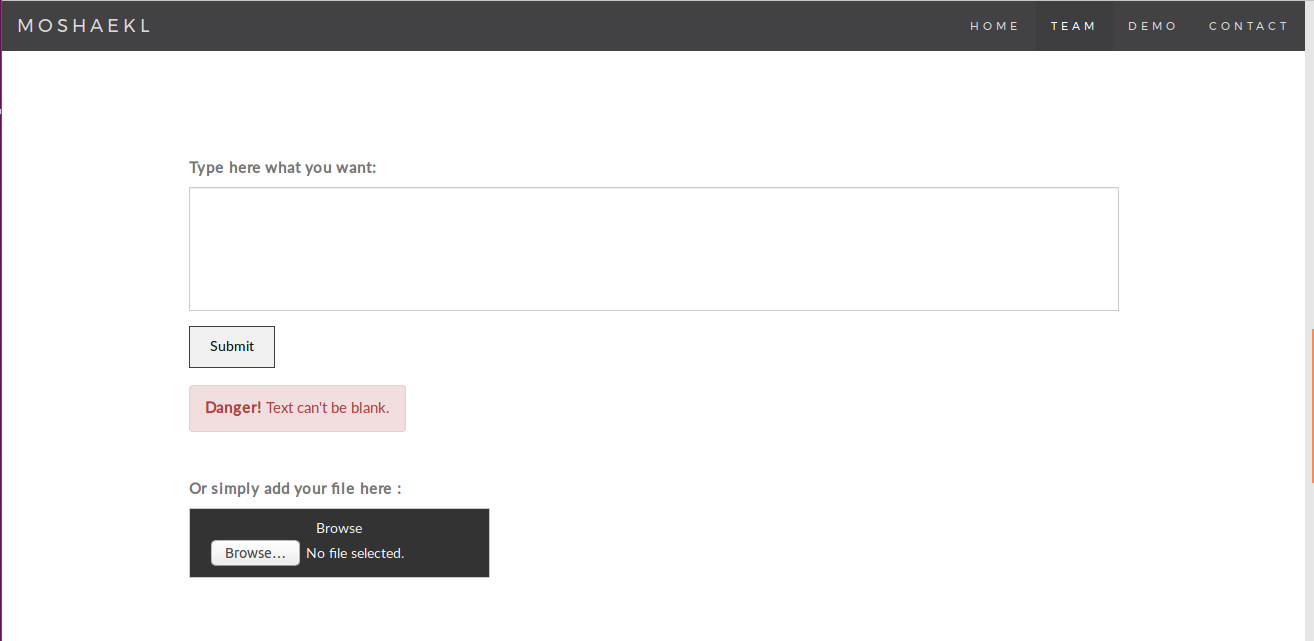 MOSHAEKL HOME TEAM DEMO CONTACT
Type here what you want:
Submit
Danger! Text can't be blank.
Or simply add your file here :
Browse
Browse... No file selected.